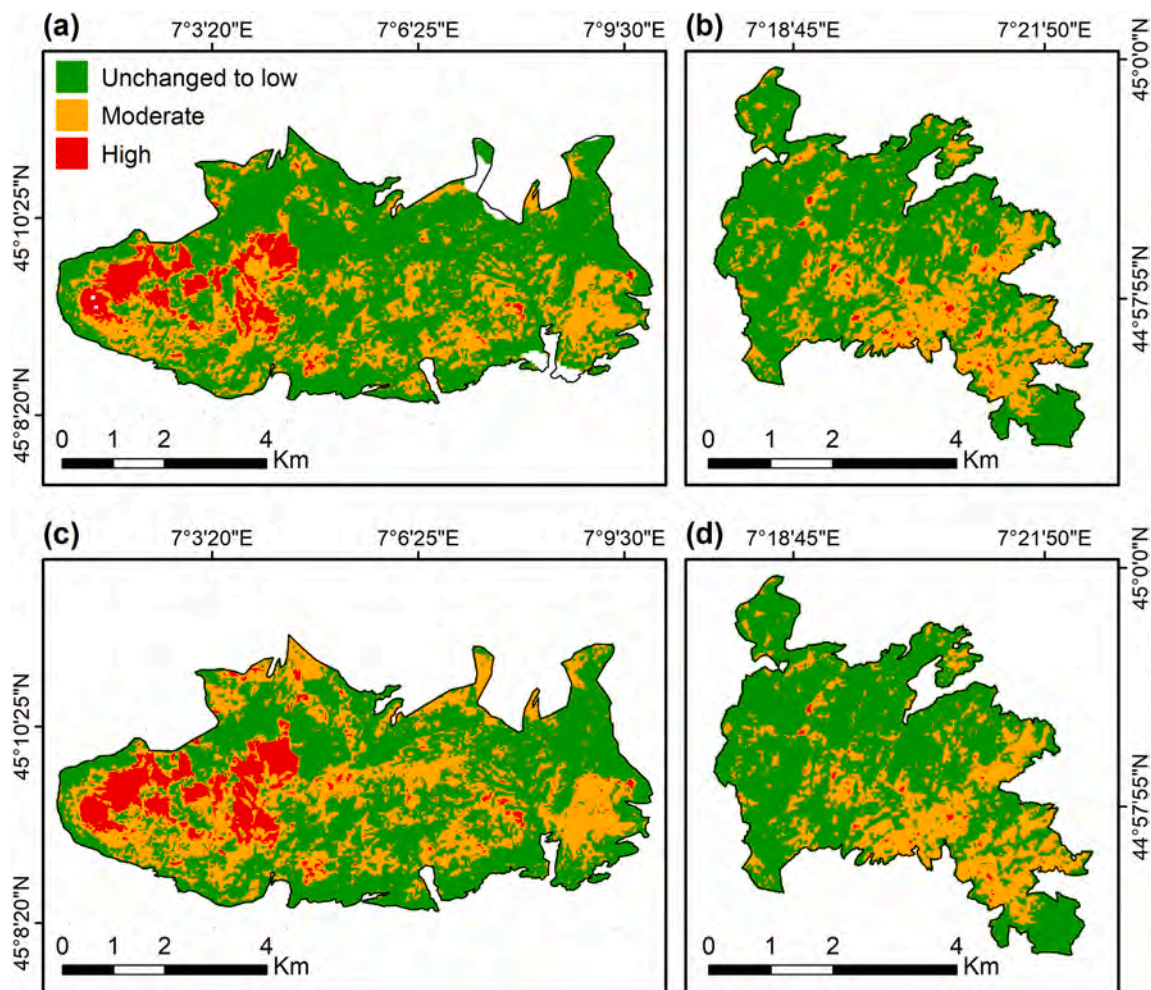 (a)
7°3'20"E 7°6'25"E 7°9'30"E
(b)
7°18'45"E 7°21'50"E
Unchanged to low
Moderate
High
45°10'25"N
45°8'20"N
0 1 2 4
Km
45°0'0"N
44°57'55"N
0 1 2 4
Km
(c)
7°3'20"E 7°6'25"E 7°9'30"E
(d)
7°18'45"E 7°21'50"E
45°10'25"N
45°8'20"N
0 1 2 4
Km
45°0'0"N
44°57'55"N
0 1 2 4
Km